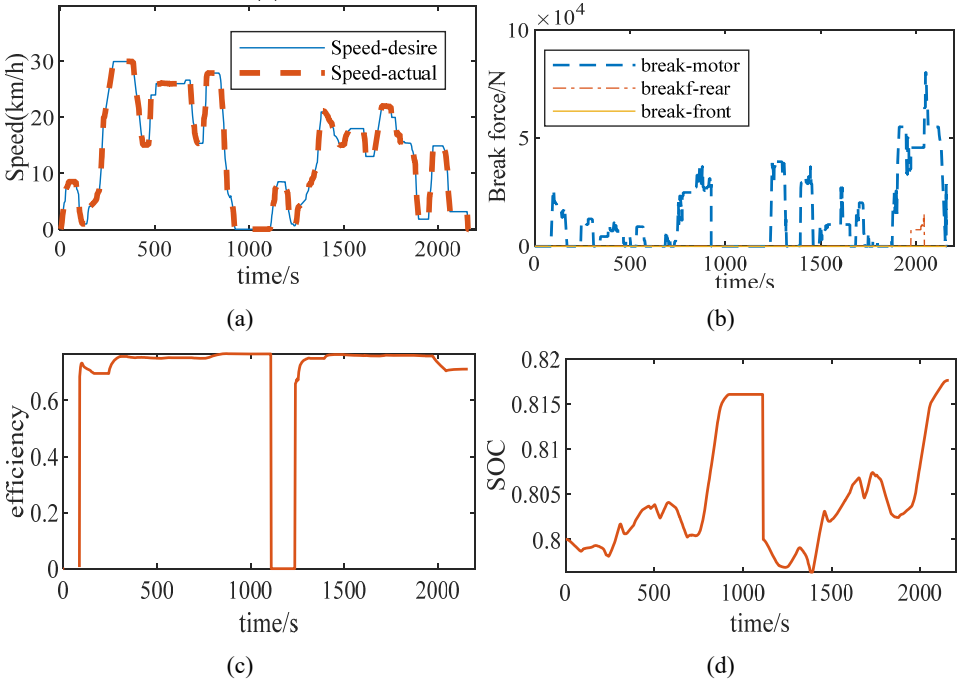 Speed(km/h)
30
20
10
0
Speed-desire
Speed-actual
0
500
1000
1500
2000
time/s
(a)
×10⁴
Break force/N
10
5
0
break-motor
breakf-rear
break-front
0
500
1000
1500
2000
time/s
(b)
efficiency
0.6
0.4
0.2
0
0
500
1000
1500
2000
time/s
(c)
SOC
0.82
0.815
0.81
0.805
0.8
0
500
1000
1500
2000
time/s
(d)